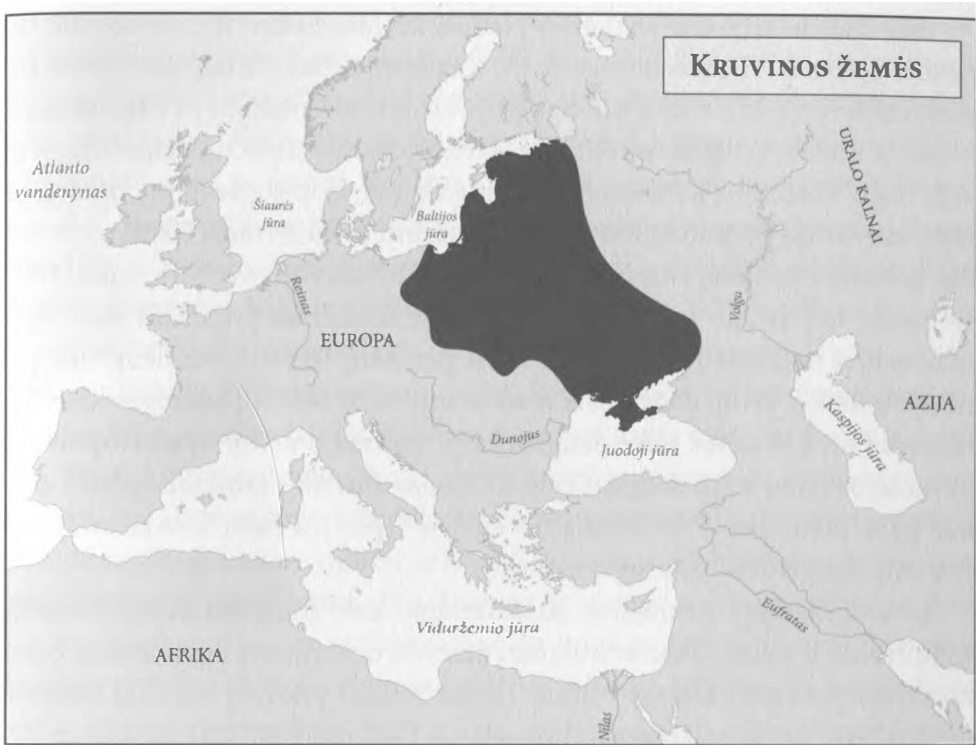 KRUVINOS ŽEMĖS
Atlanto
vandenynas
Šiaurės
jūra
Baltijos
jūra
URALO KALNAI
Reinas
Volga
EUROPA
AZIJA
Kaspijos jūra
Dunojus
Juodoji jūra
Viduržemio jūra
Eufratas
AFRIKA
Nilas